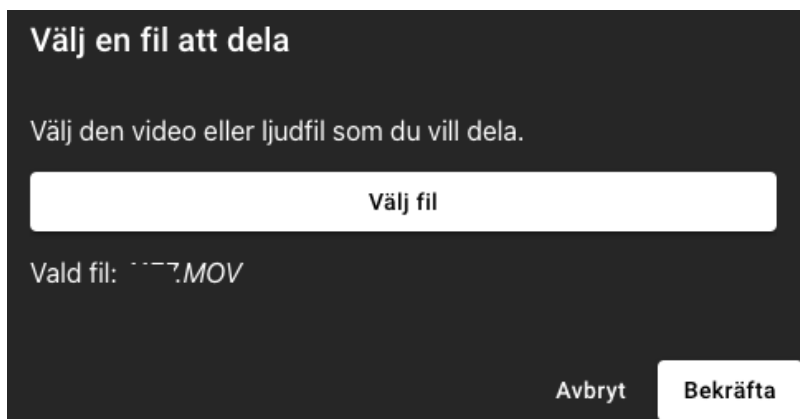 Välj en fil att dela
Välj den video eller ljudfil som du vill dela.
Välj fil
Vald fil: .MOV
Avbryt
Bekräfta